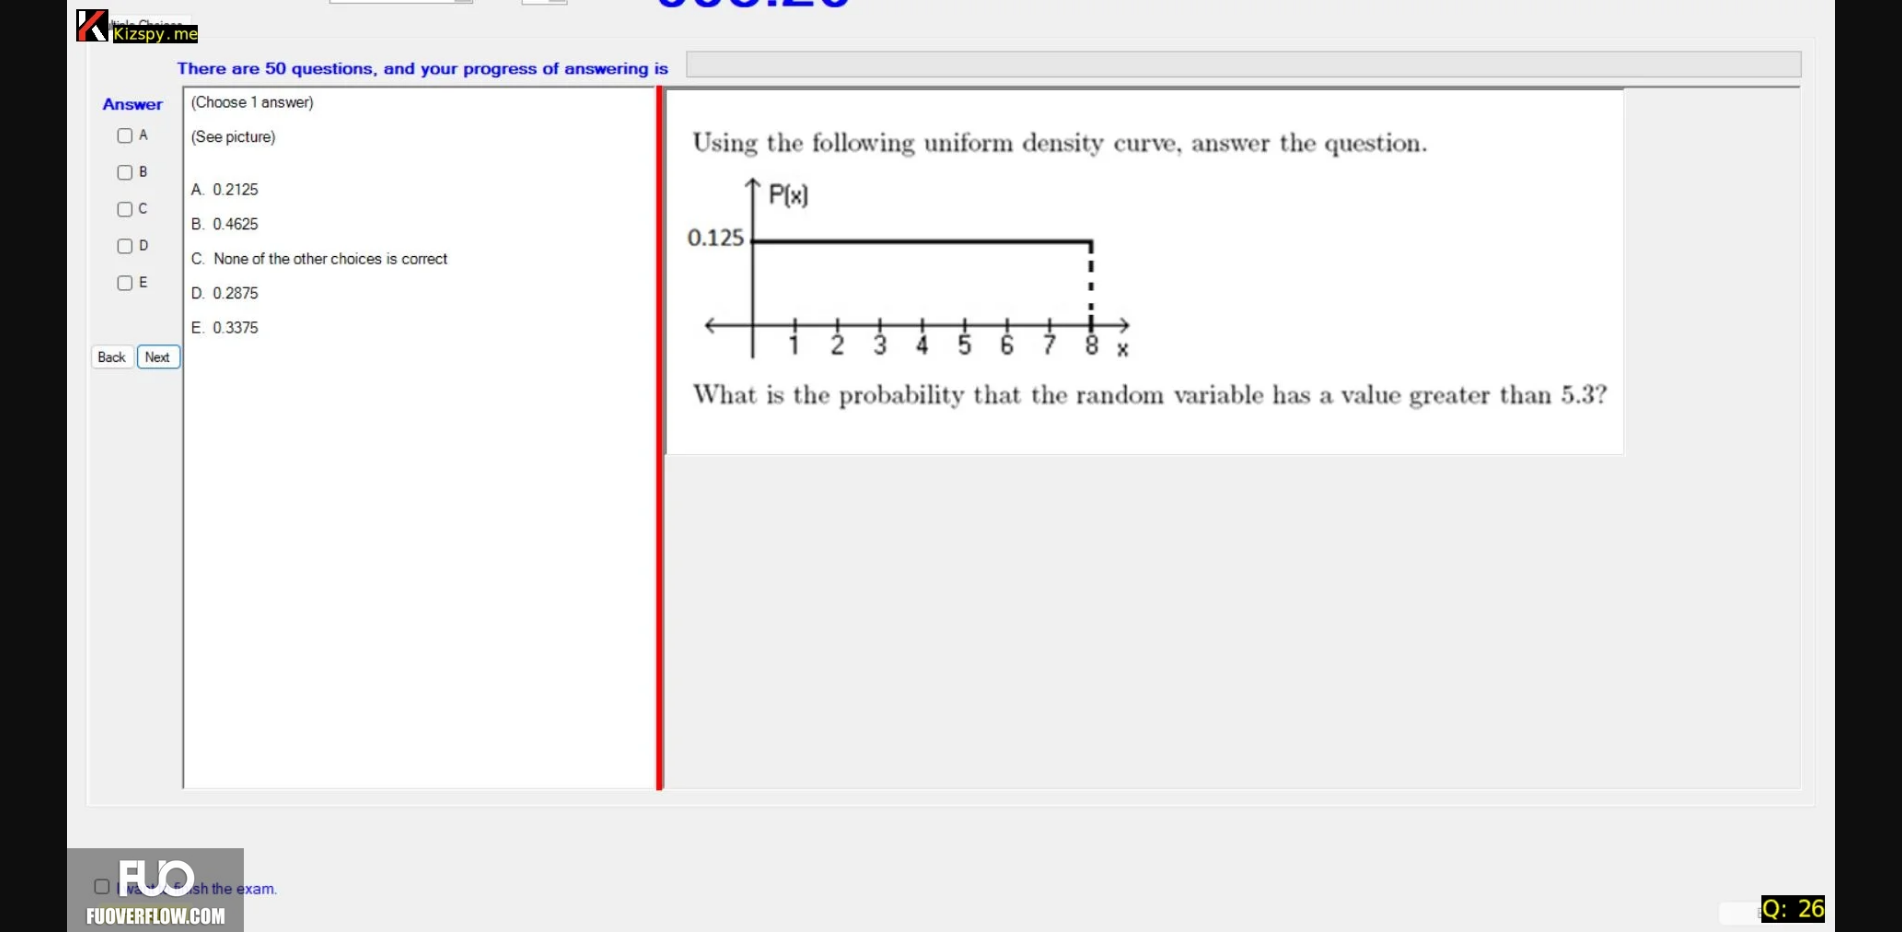 Kizspy.me
There are 50 questions, and your progress of answering is
Answer
A
B
C
D
E
Back Next
(Choose 1 answer)
(See picture)
A. 0.2125
B. 0.4625
C. None of the other choices is correct
D. 0.2875
E. 0.3375
Using the following uniform density curve, answer the question.
P(x)
0.125
1 2 3 4 5 6 7 8 x
What is the probability that the random variable has a value greater than 5.3?
FUO
the exam.
FUOVERFLOW.COM
Q: 26